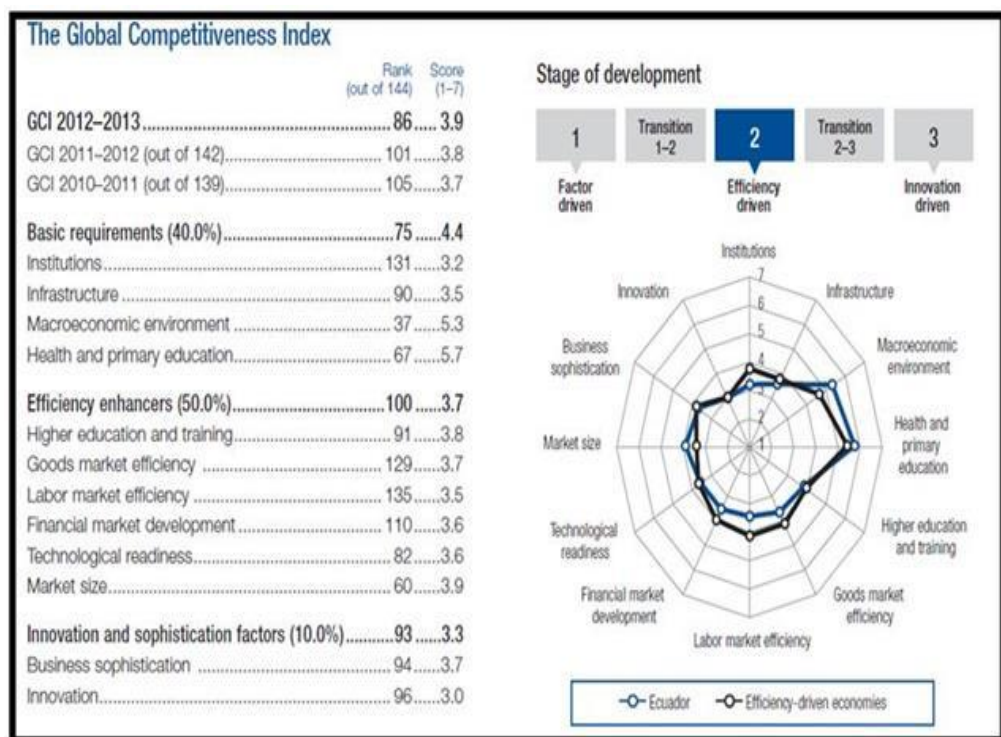 The Global Competitiveness Index
Rank Score
(out of 144) (1–7)
GCI 2012–2013 86 3.9
GCI 2011–2012 (out of 142) 101 3.8
GCI 2010–2011 (out of 139) 105 3.7
Basic requirements (40.0%) 75 4.4
Institutions 131 3.2
Infrastructure 90 3.5
Macroeconomic environment 37 5.3
Health and primary education 67 5.7
Efficiency enhancers (50.0%) 100 3.7
Higher education and training 91 3.8
Goods market efficiency 129 3.7
Labor market efficiency 135 3.5
Financial market development 110 3.6
Technological readiness 82 3.6
Market size 60 3.9
Innovation and sophistication factors (10.0%) 93 3.3
Business sophistication 94 3.7
Innovation 96 3.0
Stage of development
1
Transition
1–2
2
Transition
2–3
3
Factor
driven
Efficiency
driven
Innovation
driven
Institutions
Infrastructure
Macroeconomic
environment
Health and
primary
education
Higher education
and training
Goods market
efficiency
Labor market efficiency
Financial market
development
Technological
readiness
Market size
Business
sophistication
Innovation
7
6
5
4
3
2
1
Ecuador
Efficiency-driven economies